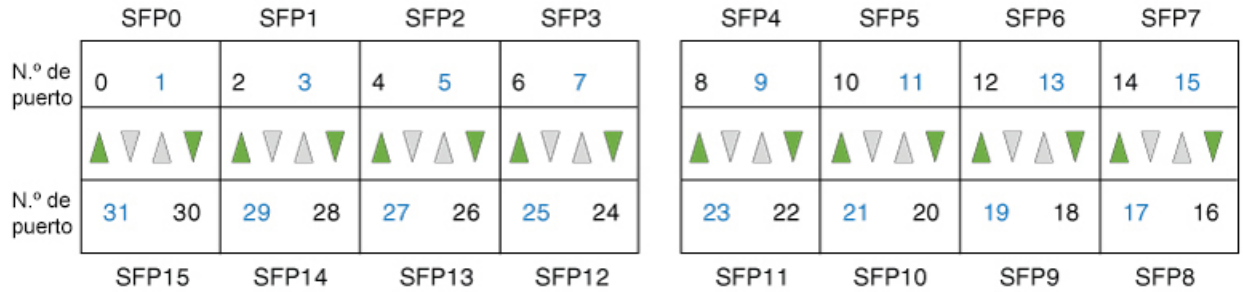 SFP0 SFP1 SFP2 SFP3 SFP4 SFP5 SFP6 SFP7
N.º de
puerto
0 1 2 3 4 5 6 7 8 9 10 11 12 13 14 15
N.º de
puerto
31 30 29 28 27 26 25 24 23 22 21 20 19 18 17 16
SFP15 SFP14 SFP13 SFP12 SFP11 SFP10 SFP9 SFP8